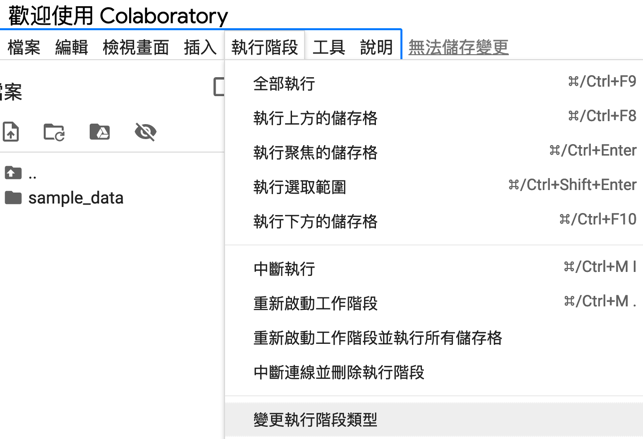 歡迎使用 Colaboratory
檔案 編輯 檢視畫面 插入 執行階段 工具 說明 無法儲存變更
檔案
全部執行 ⌘/Ctrl+F9
執行上方的儲存格 ⌘/Ctrl+F8
執行聚焦的儲存格 ⌘/Ctrl+Enter
..
執行選取範圍 ⌘/Ctrl+Shift+Enter
sample_data
執行下方的儲存格 ⌘/Ctrl+F10
中斷執行 ⌘/Ctrl+M I
重新啟動工作階段 ⌘/Ctrl+M .
重新啟動工作階段並執行所有儲存格
中斷連線並刪除執行階段
變更執行階段類型